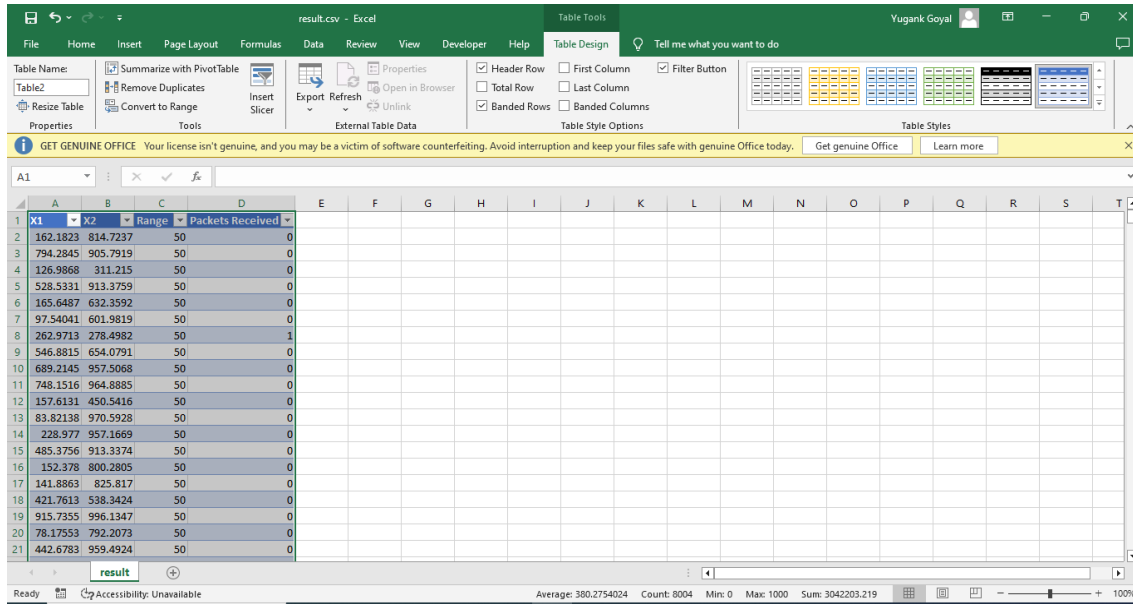 result.csv - Excel
Table Tools
Yugank Goyal
File Home Insert Page Layout Formulas Data Review View Developer Help Table Design Tell me what you want to do
Table Name:
Table2
Resize Table
Properties
Summarize with PivotTable
Remove Duplicates
Convert to Range
Tools
Insert
Slicer
Export Refresh
Properties
Open in Browser
Unlink
External Table Data
Header Row First Column Filter Button
Total Row Last Column
Banded Rows Banded Columns
Table Style Options
Table Styles
GET GENUINE OFFICE Your license isn't genuine, and you may be a victim of software counterfeiting. Avoid interruption and keep your files safe with genuine Office today. Get genuine Office Learn more
A1 fx
A B C D E F G H I J K L M N O P Q R S T
1 X1 X2 Range Packets Received
2 162.1823 814.7237 50 0
3 794.2845 905.7919 50 0
4 126.9868 311.215 50 0
5 528.5331 913.3759 50 0
6 165.6487 632.3592 50 0
7 97.54041 601.9819 50 0
8 262.9713 278.4982 50 1
9 546.8815 654.0791 50 0
10 689.2145 957.5068 50 0
11 748.1516 964.8885 50 0
12 157.6131 450.5416 50 0
13 83.82138 970.5928 50 0
14 228.977 957.1669 50 0
15 485.3756 913.3374 50 0
16 152.378 800.2805 50 0
17 141.8863 825.817 50 0
18 421.7613 538.3424 50 0
19 915.7355 996.1347 50 0
20 78.17553 792.2073 50 0
21 442.6783 959.4924 50 0
result
Ready Accessibility: Unavailable Average: 380.2754024 Count: 8004 Min: 0 Max: 1000 Sum: 3042203.219 100%